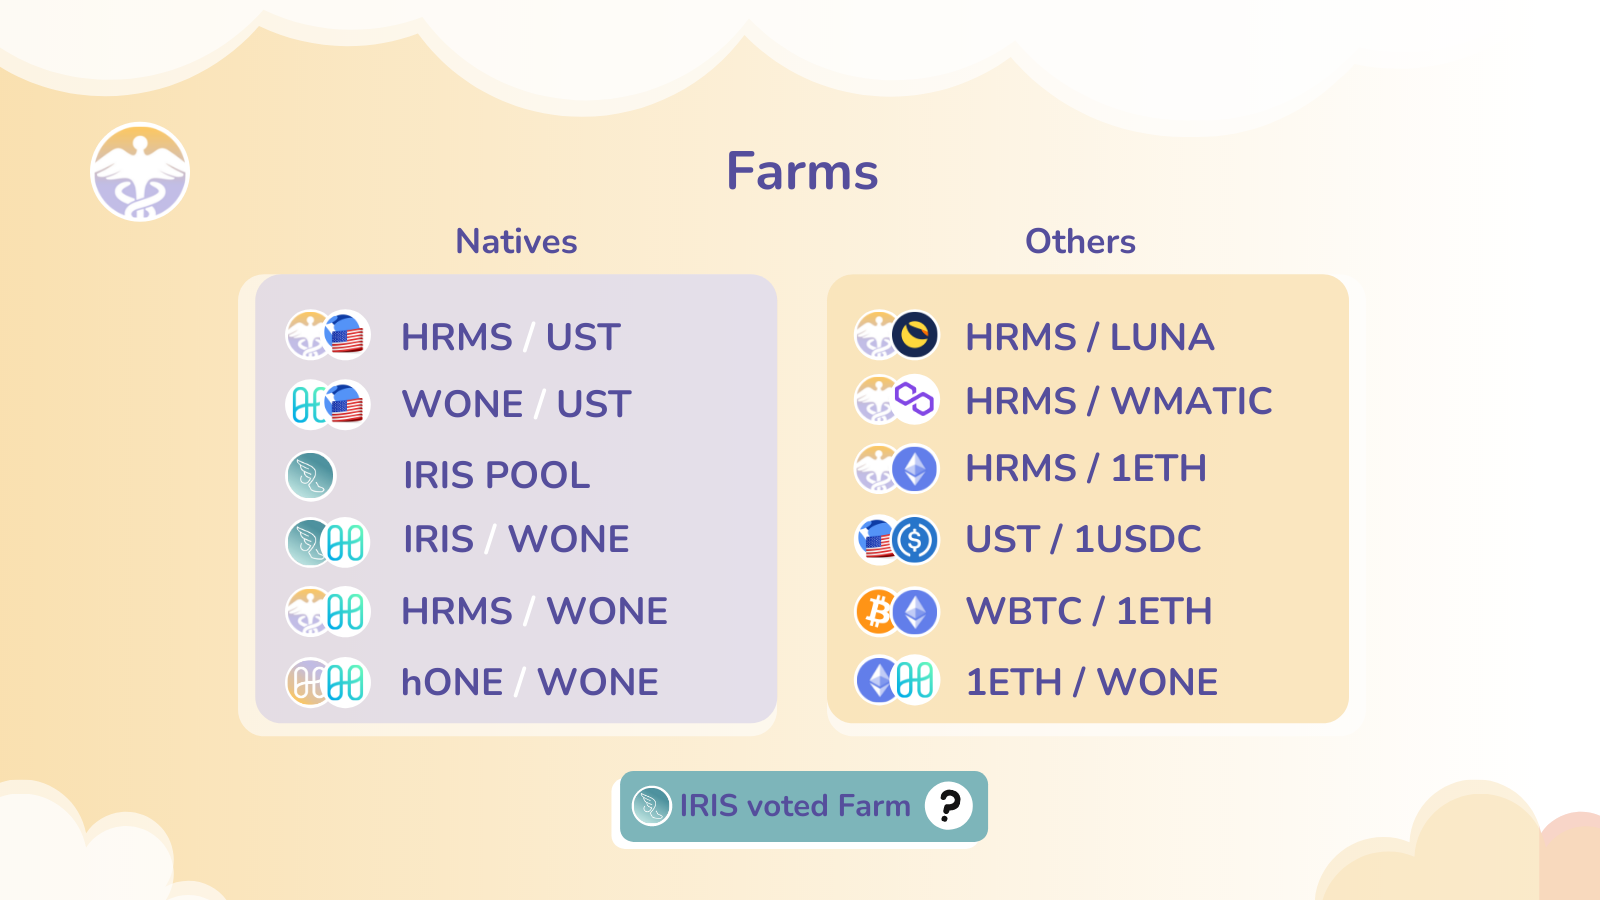 Farms
Natives
HRMS / UST
WONE / UST
IRIS POOL
IRIS / WONE
HRMS / WONE
hONE / WONE
Others
HRMS / LUNA
HRMS / WMATIC
HRMS / 1ETH
UST / 1USDC
WBTC / 1ETH
1ETH / WONE
IRIS voted Farm ?